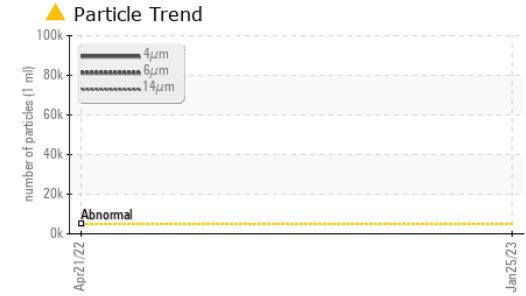 Particle Trend
100k
80k
60k
40k
20k
0k
number of particles (1 ml)
4μm
6μm
14μm
Abnormal
Apr21/22
Jan25/23